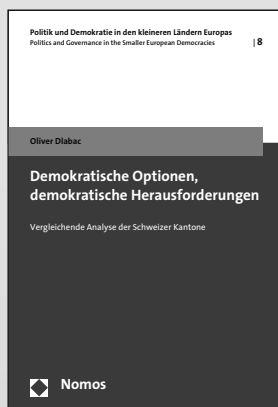 Politik und Demokratie in den kleineren Ländern Europas
Politics and Governance in the Smaller European Democracies | 8
Oliver Dlabac
Demokratische Optionen,
demokratische Herausforderungen
Vergleichende Analyse der Schweizer Kantone
Nomos